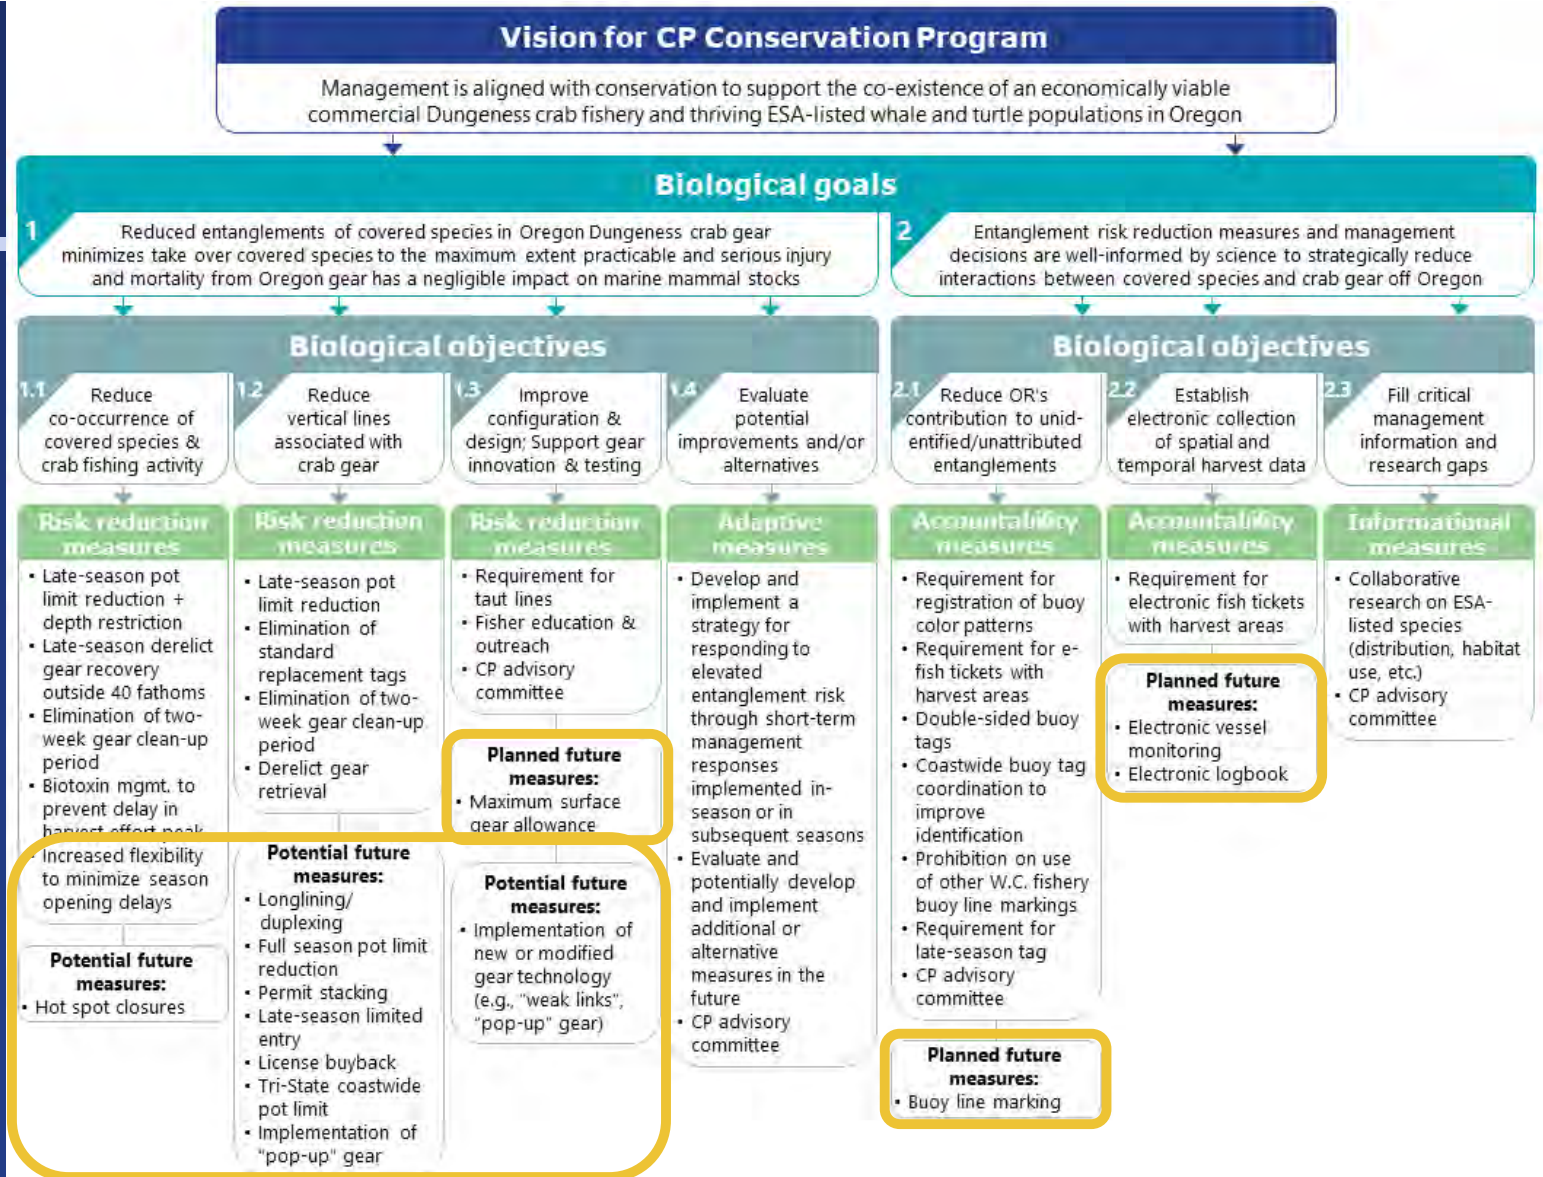 Vision for CP Conservation Program
Management is aligned with conservation to support the co-existence of an economically viable
commercial Dungeness crab fishery and thriving ESA-listed whale and turtle populations in Oregon
Biological goals
1
Reduced entanglements of covered species in Oregon Dungeness crab gear
minimizes take over covered species to the maximum extent practicable and serious injury
and mortality from Oregon gear has a negligible impact on marine mammal stocks
2
Entanglement risk reduction measures and management
decisions are well-informed by science to strategically reduce
interactions between covered species and crab gear off Oregon
Biological objectives
1.1
Reduce
co-occurrence of
covered species &
crab fishing activity
1.2
Reduce
vertical lines
associated with
crab gear
1.3
Improve
configuration &
design; Support gear
innovation & testing
1.4
Evaluate
potential
improvements and/or
alternatives
Biological objectives
2.1
Reduce OR's
contribution to unid-
entified/unattributed
entanglements
2.2
Establish
electronic collection
of spatial and
temporal harvest data
2.3
Fill critical
management
information and
research gaps
Risk reduction
measures
• Late-season pot
limit reduction +
depth restriction
• Late-season derelict
gear recovery
outside 40 fathoms
• Elimination of two-
week gear clean-up
period
• Biotoxin mgmt. to
prevent delay in
harvest effort peak
• Increased flexibility
to minimize season
opening delays
Potential future
measures:
• Hot spot closures
Risk reduction
measures
• Late-season pot
limit reduction
• Elimination of
standard
replacement tags
• Elimination of two-
week gear clean-up
period
• Derelict gear
retrieval
Potential future
measures:
• Longlining/
duplexing
• Full season pot limit
reduction
• Permit stacking
• Late-season limited
entry
• License buyback
• Tri-State coastwide
pot limit
• Implementation of
"pop-up" gear
Risk reduction
measures
• Requirement for
taut lines
• Fisher education &
outreach
• CP advisory
committee
Planned future
measures:
• Maximum surface
gear allowance
Potential future
measures:
• Implementation of
new or modified
gear technology
(e.g., "weak links",
"pop-up" gear)
Adaptive
measures
• Develop and
implement a
strategy for
responding to
elevated
entanglement risk
through short-term
management
responses
implemented in-
season or in
subsequent seasons
• Evaluate and
potentially develop
and implement
additional or
alternative
measures in the
future
• CP advisory
committee
Accountability
measures
• Requirement for
registration of buoy
color patterns
• Requirement for e-
fish tickets with
harvest areas
• Double-sided buoy
tags
• Coastwide buoy tag
coordination to
improve
identification
• Prohibition on use
of other W.C. fishery
buoy line markings
• Requirement for
late-season tag
• CP advisory
committee
Planned future
measures:
• Buoy line marking
Accountability
measures
• Requirement for
electronic fish tickets
with harvest areas
Planned future
measures:
• Electronic vessel
monitoring
• Electronic logbook
Informational
measures
• Collaborative
research on ESA-
listed species
(distribution, habitat
use, etc.)
• CP advisory
committee